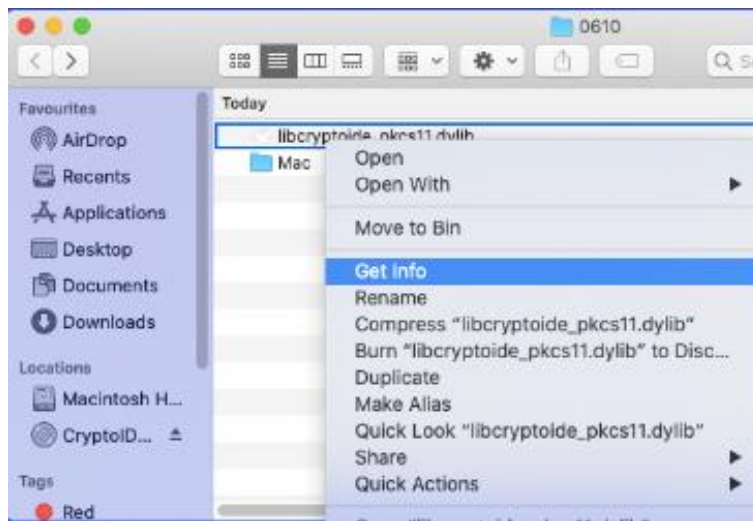 0610
Favourites
AirDrop
Recents
Applications
Desktop
Documents
Downloads
Locations
Macintosh H...
CryptoID...
Tags
Red
Today
libcryptoide_pkcs11.dylib
Mac
Open
Open With
Move to Bin
Get Info
Rename
Compress "libcryptoide_pkcs11.dylib"
Burn "libcryptoide_pkcs11.dylib" to Disc...
Duplicate
Make Alias
Quick Look "libcryptoide_pkcs11.dylib"
Share
Quick Actions